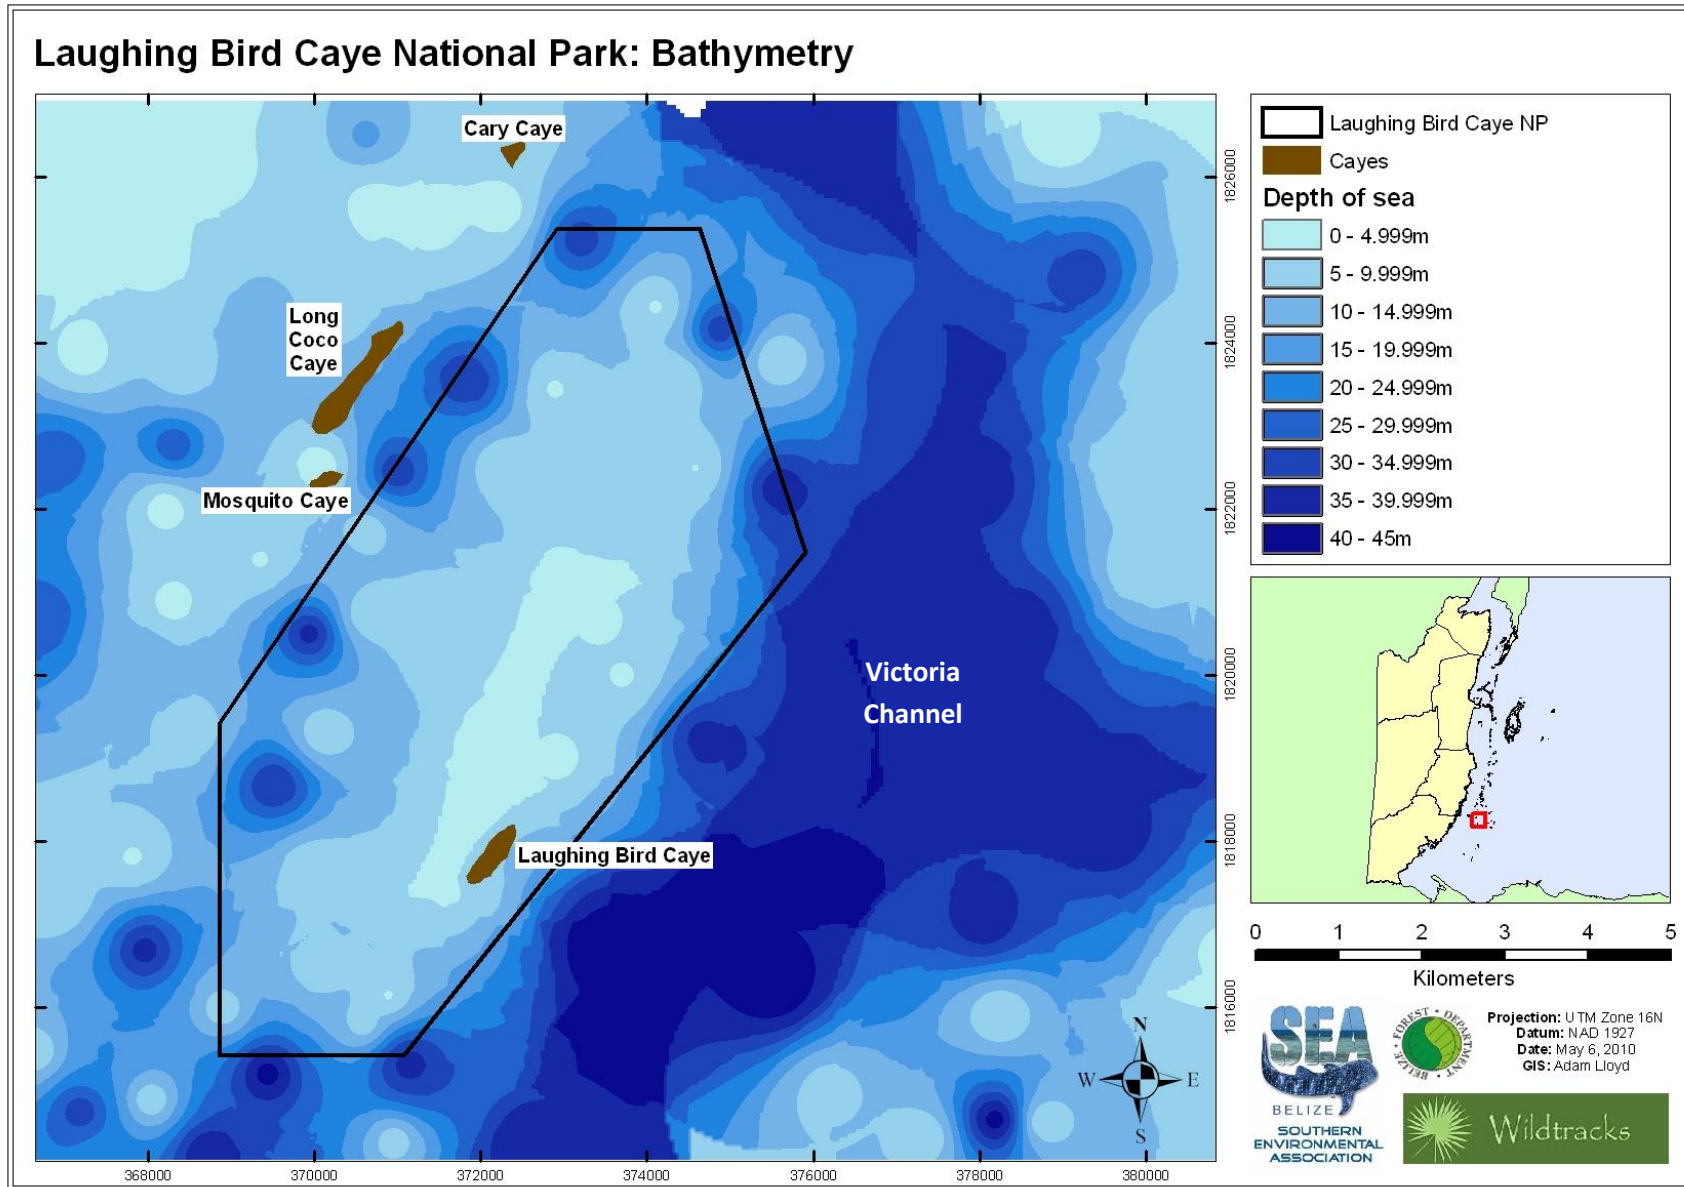 Laughing Bird Caye National Park: Bathymetry
Cary Caye
Long
Coco
Caye
Mosquito Caye
Laughing Bird Caye
Victoria
Channel
N
W
E
S
368000
370000
372000
374000
376000
378000
380000
1826000
1824000
1822000
1820000
1818000
1816000
Laughing Bird Caye NP
Cayes
Depth of sea
0 - 4.999m
5 - 9.999m
10 - 14.999m
15 - 19.999m
20 - 24.999m
25 - 29.999m
30 - 34.999m
35 - 39.999m
40 - 45m
0 1 2 3 4 5
Kilometers
SEA
BELIZE
SOUTHERN
ENVIRONMENTAL
ASSOCIATION
BELIZE • FOREST • DEPARTMENT •
Projection: UTM Zone 16N
Datum: NAD 1927
Date: May 6, 2010
GIS: Adam Lloyd
Wildtracks